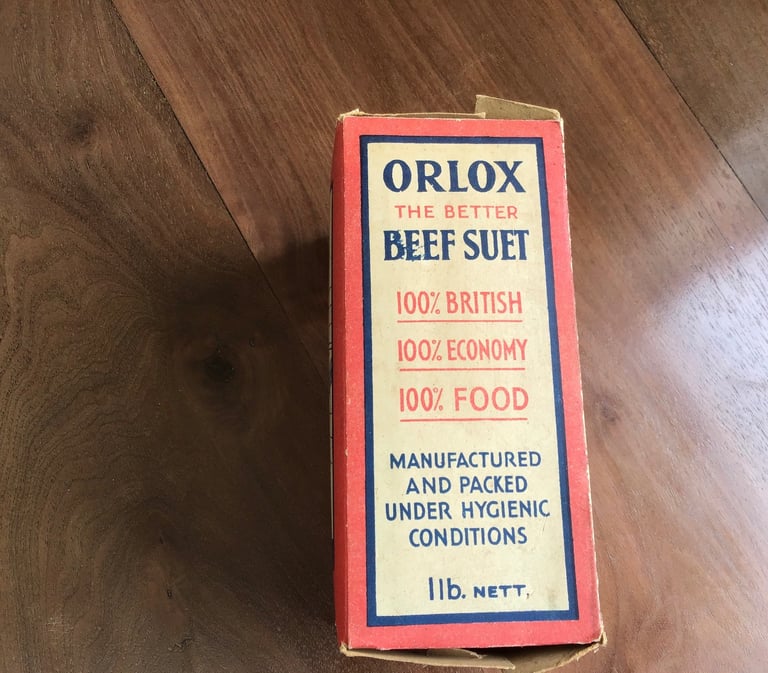 ORLOX
THE BETTER
BEEF SUET
100% BRITISH
100% ECONOMY
100% FOOD
MANUFACTURED
AND PACKED
UNDER HYGIENIC
CONDITIONS
1lb. NETT,